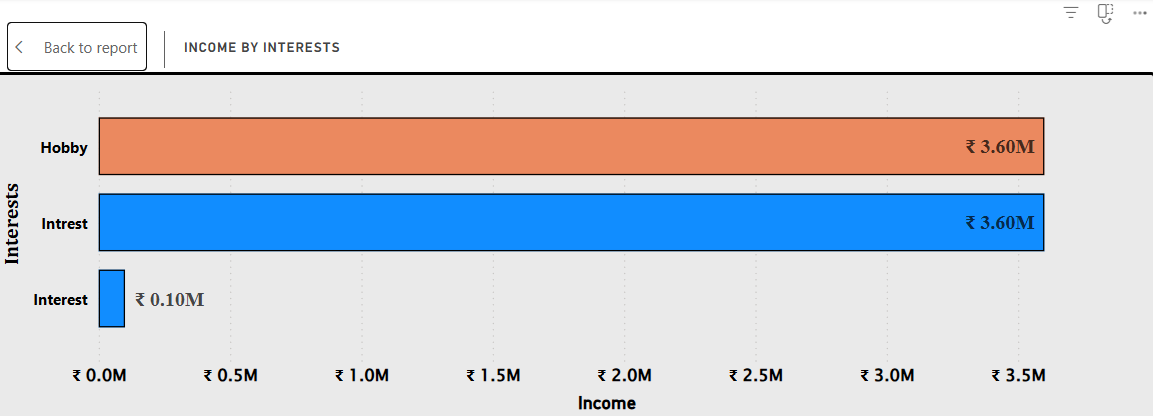 Back to report
INCOME BY INTERESTS
Interests
Hobby
₹ 3.60M
Intrest
₹ 3.60M
Interest
₹ 0.10M
₹ 0.0M ₹ 0.5M ₹ 1.0M ₹ 1.5M ₹ 2.0M ₹ 2.5M ₹ 3.0M ₹ 3.5M
Income